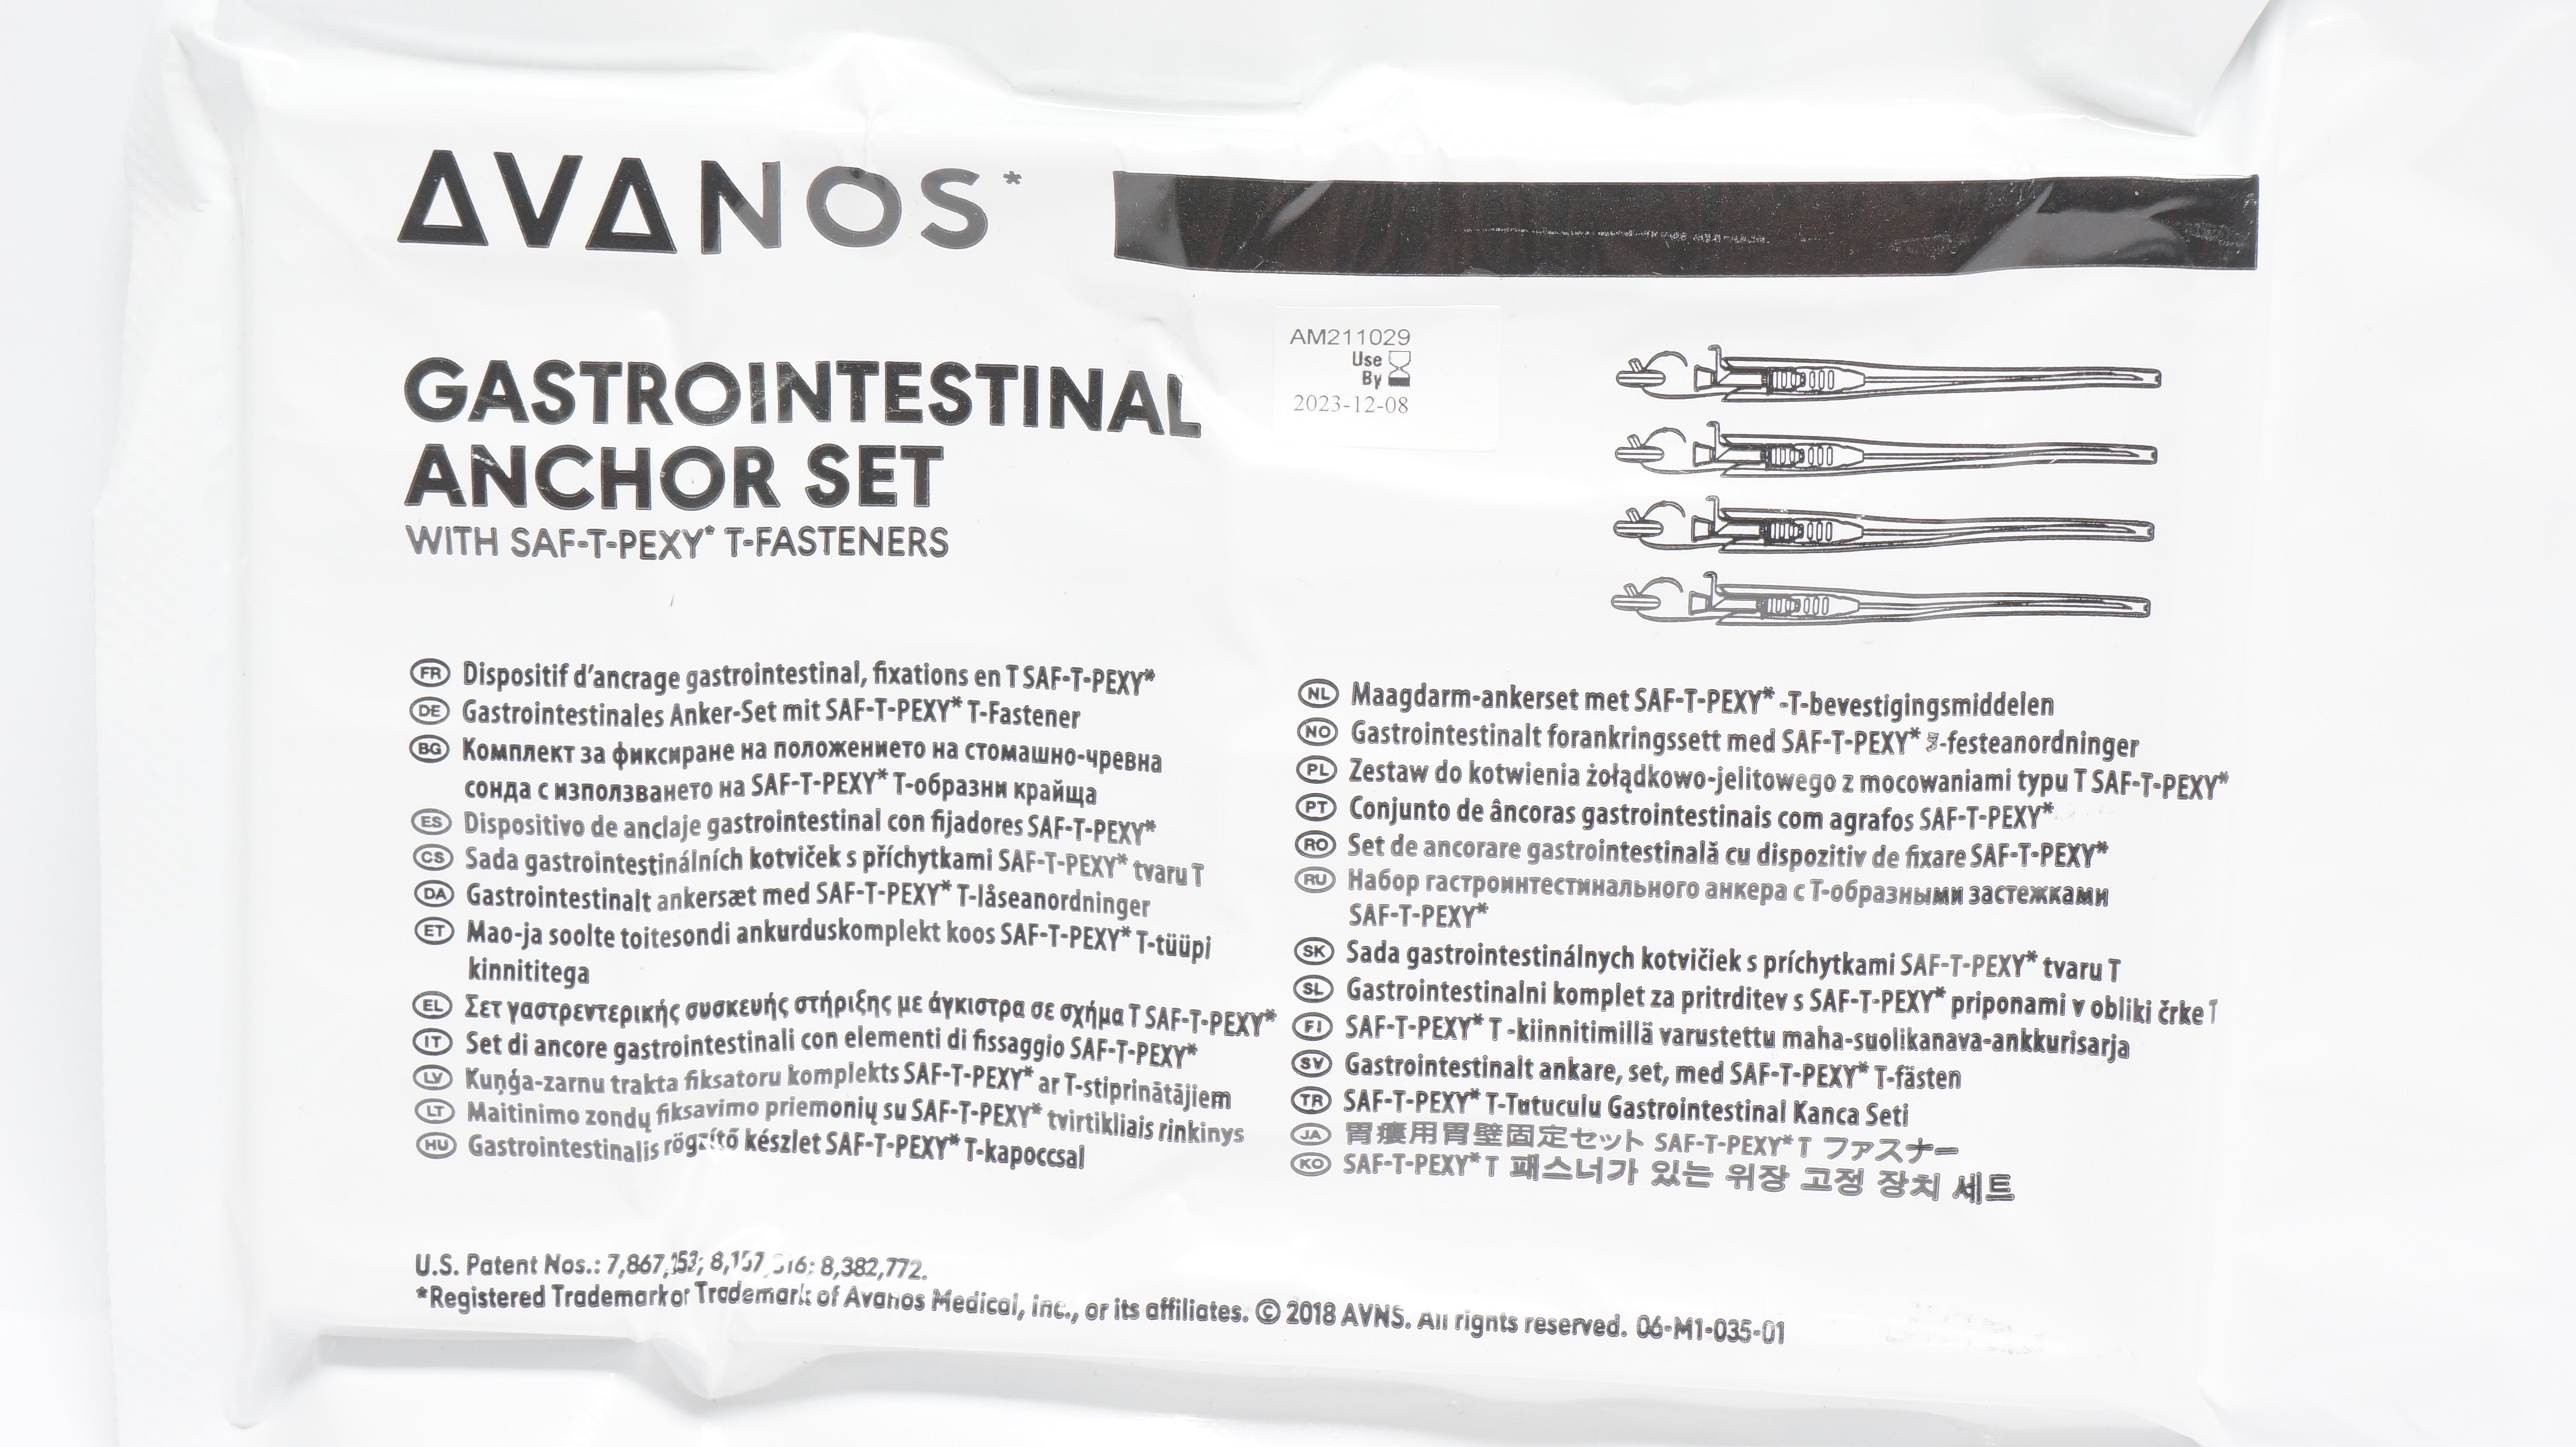 AVANOS*
GASTROINTESTINAL
ANCHOR SET
WITH SAF-T-PEXY* T-FASTENERS
AM211029
Use
By
2023-12-08
FR Dispositif d'ancrage gastrointestinal, fixations en T SAF-T-PEXY*
DE Gastrointestinales Anker-Set mit SAF-T-PEXY* T-Fastener
BG Комплект за фиксиране на положението на стомашно-чревна
сонда с използването на SAF-T-PEXY* Т-образни крайща
ES Dispositivo de anclaje gastrointestinal con fijadores SAF-T-PEXY*
CS Sada gastrointestinálních kotviček s příchytkami SAF-T-PEXY* tvaru T
DA Gastrointestinalt ankersæt med SAF-T-PEXY* T-låseanordninger
ET Mao-ja soolte toitesondi ankurduskomplekt koos SAF-T-PEXY* T-tüüpi
kinnititega
EL Σετ γαστρεντερικής συσκευής στήριξης με άγκιστρα σε σχήμα T SAF-T-PEXY*
IT Set di ancore gastrointestinali con elementi di fissaggio SAF-T-PEXY*
LV Kuņģa-zarnu trakta fiksatoru komplekts SAF-T-PEXY* ar T-stiprinātājiem
LT Maitinimo zondų fiksavimo priemonių su SAF-T-PEXY* tvirtikliais rinkinys
HU Gastrointestinalis rögzítő készlet SAF-T-PEXY* T-kapoccsal
NL Maagdarm-ankerset met SAF-T-PEXY* -T-bevestigingsmiddelen
NO Gastrointestinalt forankringssett med SAF-T-PEXY* -festeanordninger
PL Zestaw do kotwienia żołądkowo-jelitowego z mocowaniami typu T SAF-T-PEXY*
PT Conjunto de âncoras gastrointestinais com agrafos SAF-T-PEXY*
RO Set de ancorare gastrointestinală cu dispozitiv de fixare SAF-T-PEXY*
RU Набор гастроинтестинального анкера с Т-образными застежками
SAF-T-PEXY*
SK Sada gastrointestinálnych kotvičiek s príchytkami SAF-T-PEXY* tvaru T
SL Gastrointestinalni komplet za pritrditev s SAF-T-PEXY* priponami v obliki črke T
FI SAF-T-PEXY* T -kiinnitimillä varustettu maha-suolikanava-ankkurisarja
SV Gastrointestinalt ankare, set, med SAF-T-PEXY* T-fästen
TR SAF-T-PEXY* T-Tutuculu Gastrointestinal Kanca Seti
JA 胃瘻用胃壁固定セット SAF-T-PEXY* T ファスナー
KO SAF-T-PEXY* T 패스너가 있는 위장 고정 장치 세트
U.S. Patent Nos.: 8,382,772.
*Registered Trademark or Trademark of Avanos Medical, Inc., or its affiliates. © 2018 AVNS. All rights reserved. 06-M1-035-01